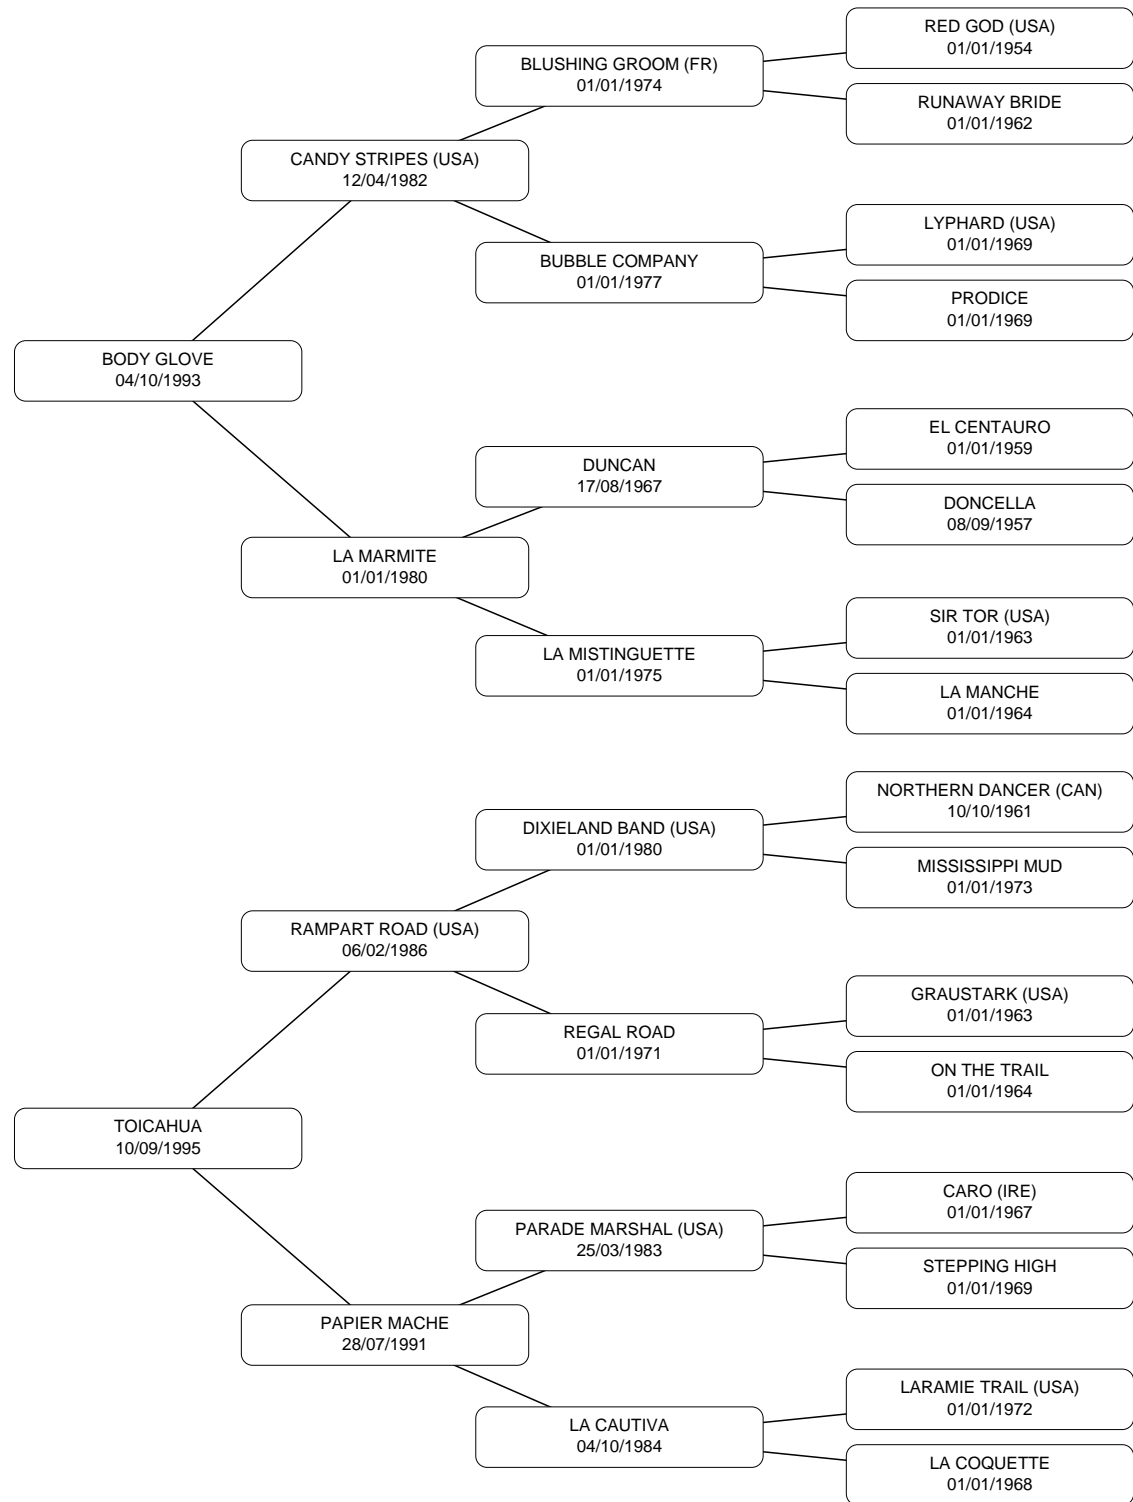 RED GOD (USA)
01/01/1954
BLUSHING GROOM (FR)
01/01/1974
RUNAWAY BRIDE
01/01/1962
CANDY STRIPES (USA)
12/04/1982
LYPHARD (USA)
01/01/1969
BUBBLE COMPANY
01/01/1977
PRODICE
01/01/1969
BODY GLOVE
04/10/1993
EL CENTAURO
01/01/1959
DUNCAN
17/08/1967
DONCELLA
08/09/1957
LA MARMITE
01/01/1980
SIR TOR (USA)
01/01/1963
LA MISTINGUETTE
01/01/1975
LA MANCHE
01/01/1964
NORTHERN DANCER (CAN)
10/10/1961
DIXIELAND BAND (USA)
01/01/1980
MISSISSIPPI MUD
01/01/1973
RAMPART ROAD (USA)
06/02/1986
GRAUSTARK (USA)
01/01/1963
REGAL ROAD
01/01/1971
ON THE TRAIL
01/01/1964
TOICAHUA
10/09/1995
CARO (IRE)
01/01/1967
PARADE MARSHAL (USA)
25/03/1983
STEPPING HIGH
01/01/1969
PAPIER MACHE
28/07/1991
LARAMIE TRAIL (USA)
01/01/1972
LA CAUTIVA
04/10/1984
LA COQUETTE
01/01/1968